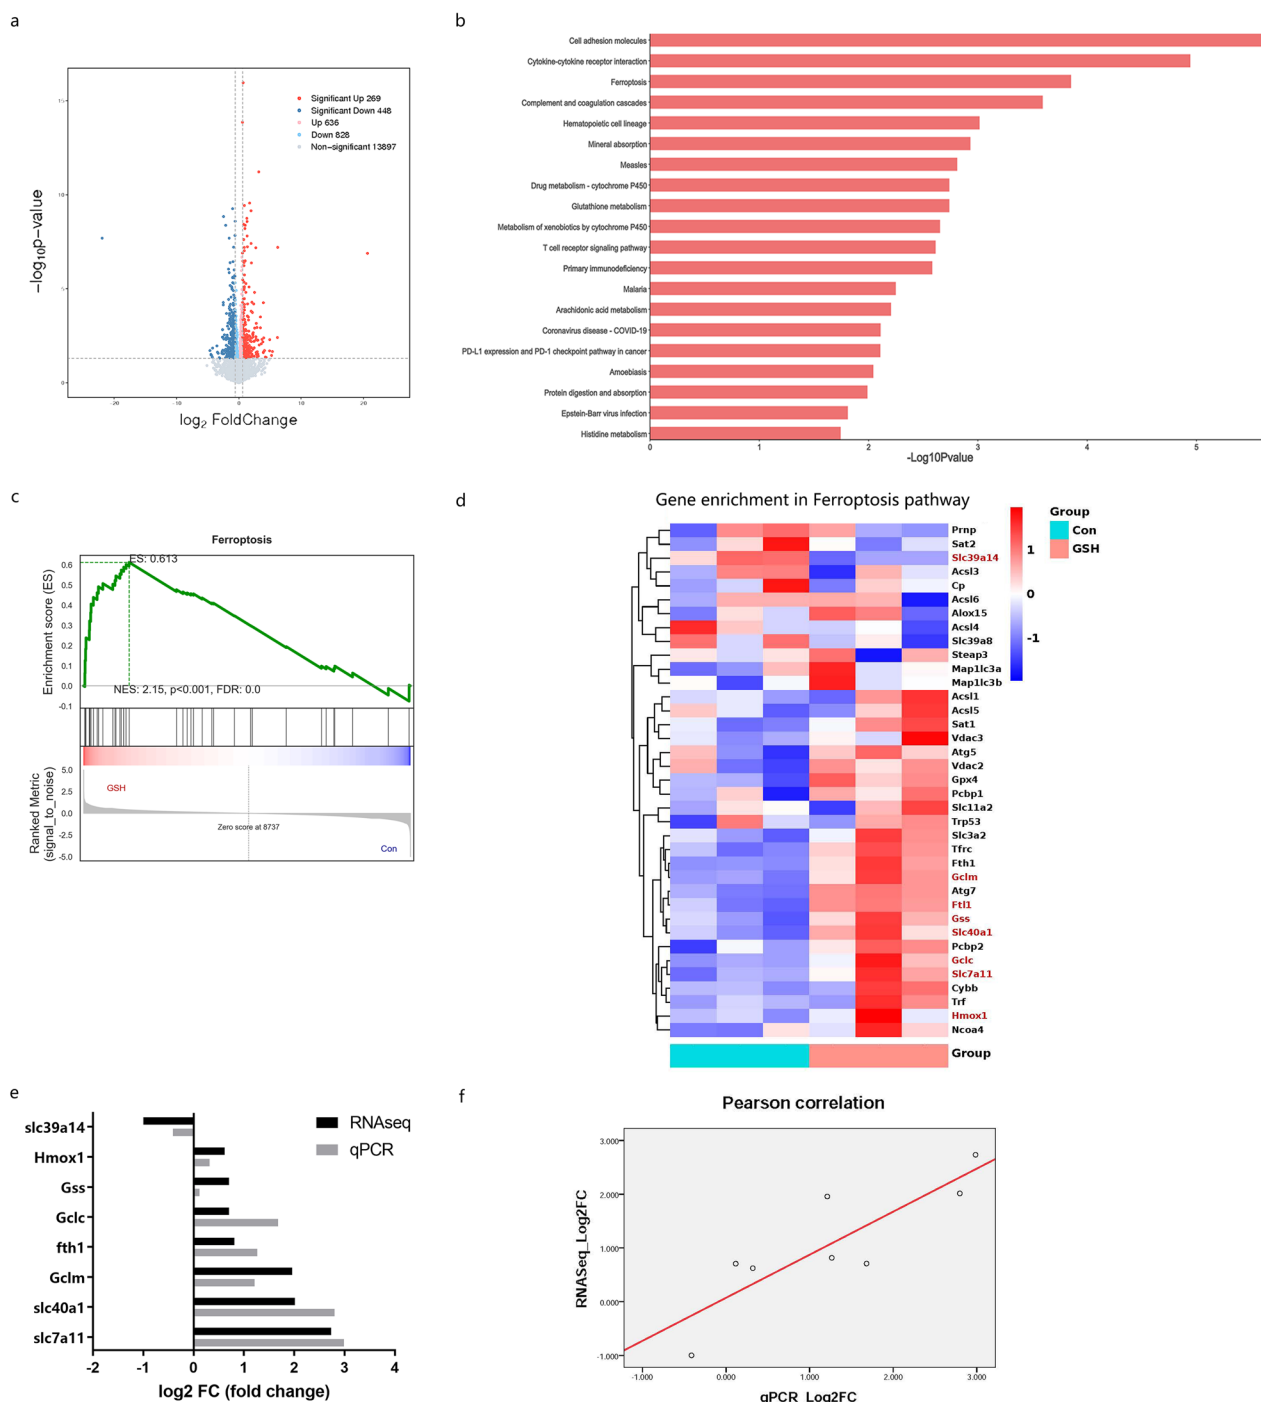 a
Significant Up 269
Significant Down 448
Up 636
Down 828
Non-significant 13897
15
10
5
0
-20
-10
0
10
20
-log10p-value
log2 FoldChange
b
Cell adhesion molecules
Cytokine-cytokine receptor interaction
Ferroptosis
Complement and coagulation cascades
Hematopoietic cell lineage
Mineral absorption
Measles
Drug metabolism - cytochrome P450
Glutathione metabolism
Metabolism of xenobiotics by cytochrome P450
T cell receptor signaling pathway
Primary immunodeficiency
Malaria
Arachidonic acid metabolism
Coronavirus disease - COVID-19
PD-L1 expression and PD-1 checkpoint pathway in cancer
Amoebiasis
Protein digestion and absorption
Epstein-Barr virus infection
Histidine metabolism
0
1
2
3
4
5
-Log10Pvalue
c
Ferroptosis
ES: 0.613
0.6
0.5
0.4
0.3
0.2
0.1
0.0
-0.1
Enrichment score (ES)
NES: 2.15, p<0.001, FDR: 0.0
5.0
2.5
0.0
-2.5
-5.0
Ranked Metric
(signal_to_noise)
GSH
Zero score at 8737
Con
d
Gene enrichment in Ferroptosis pathway
Prnp
Sat2
Slc39a14
Acsl3
Cp
Acsl6
Alox15
Acsl4
Slc39a8
Steap3
Map1lc3a
Map1lc3b
Acsl1
Acsl5
Sat1
Vdac3
Atg5
Vdac2
Gpx4
Pcbp1
Slc11a2
Trp53
Slc3a2
Tfrc
Fth1
Gclm
Atg7
Ftl1
Gss
Slc40a1
Pcbp2
Gclc
Slc7a11
Cybb
Trf
Hmox1
Ncoa4
Group
1
0
-1
Group
Con
GSH
e
RNAseq
qPCR
slc39a14
Hmox1
Gss
Gclc
fth1
Gclm
slc40a1
slc7a11
-2
-1
0
1
2
3
4
log2 FC (fold change)
f
Pearson correlation
3.000
2.000
1.000
0.000
-1.000
RNASeq_Log2FC
-1.000
0.000
1.000
2.000
3.000
qPCR_Log2FC